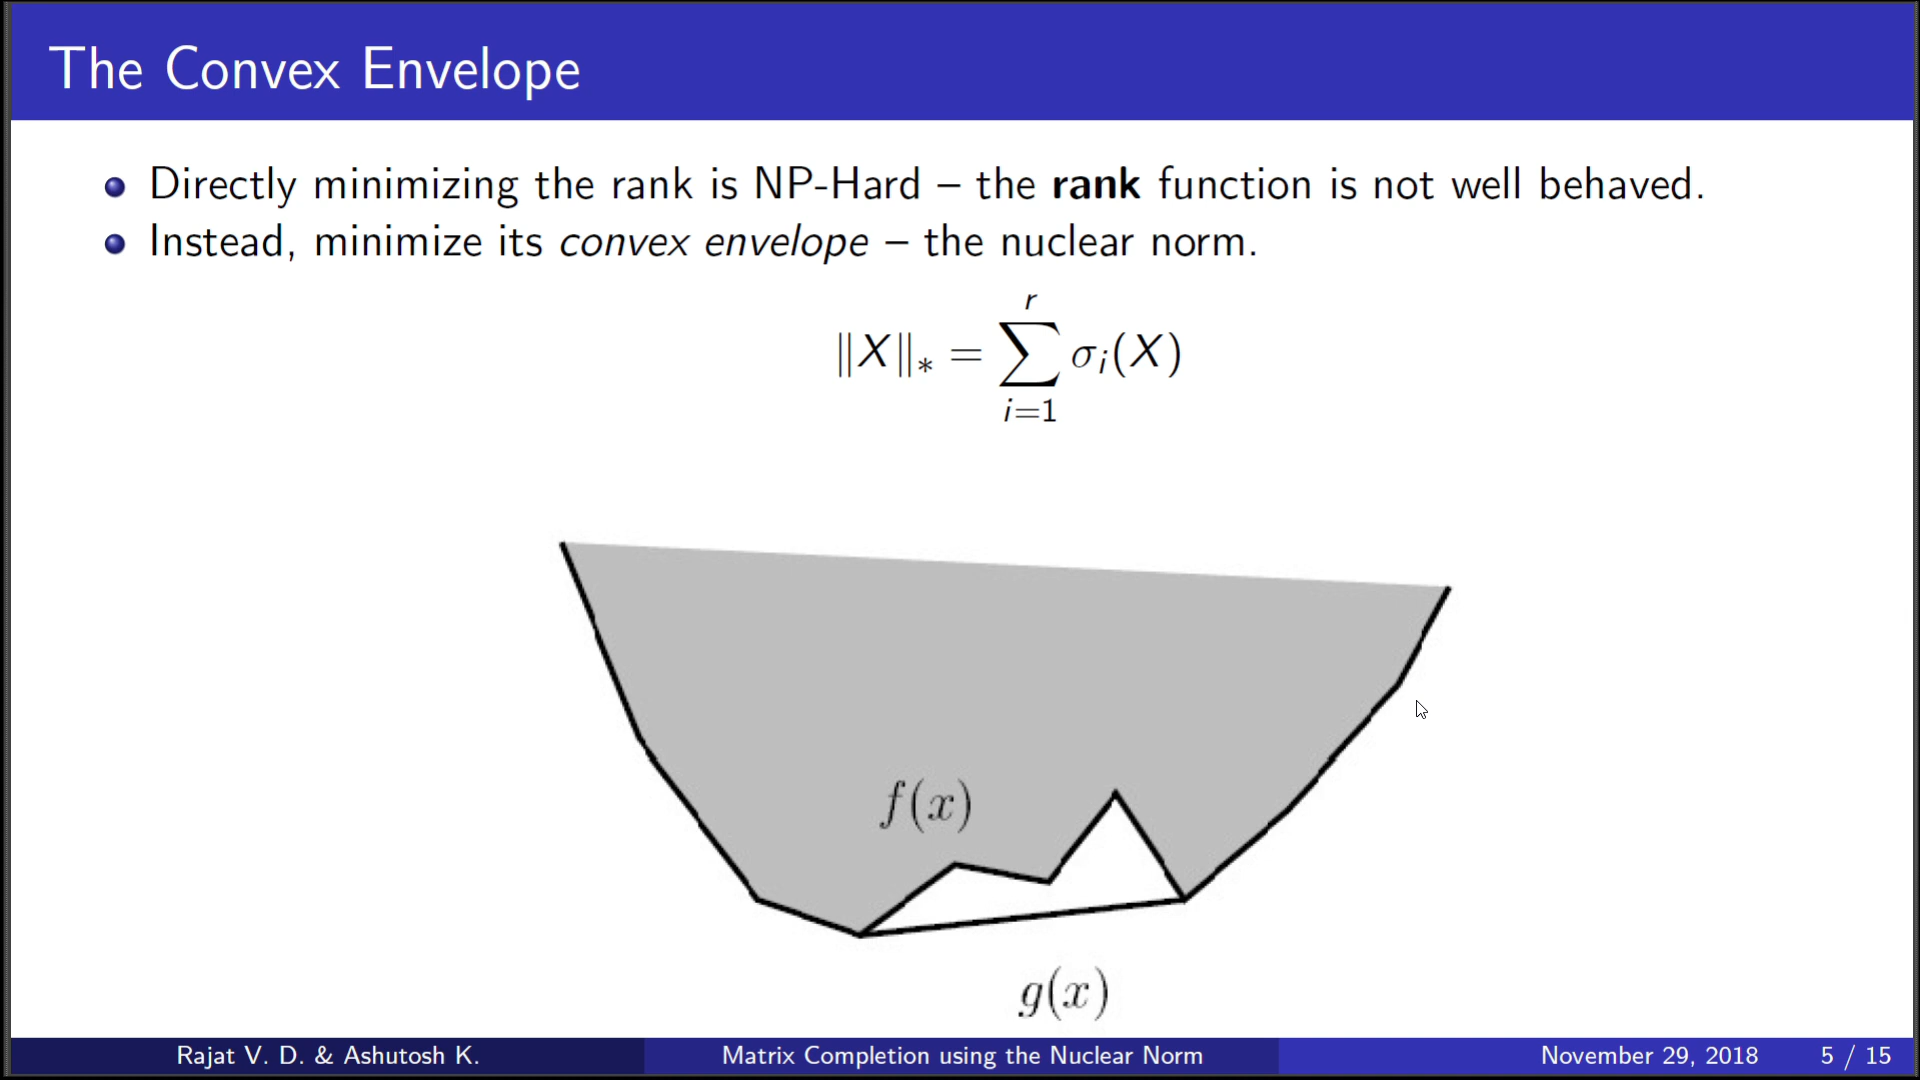 The Convex Envelope
Directly minimizing the rank is NP-Hard – the rank function is not well behaved.
Instead, minimize its convex envelope – the nuclear norm.
‖X‖∗ = ∑_{i=1}^{r} σᵢ(X)
f(x)
g(x)
Rajat V. D. & Ashutosh K. Matrix Completion using the Nuclear Norm November 29, 2018 5 / 15